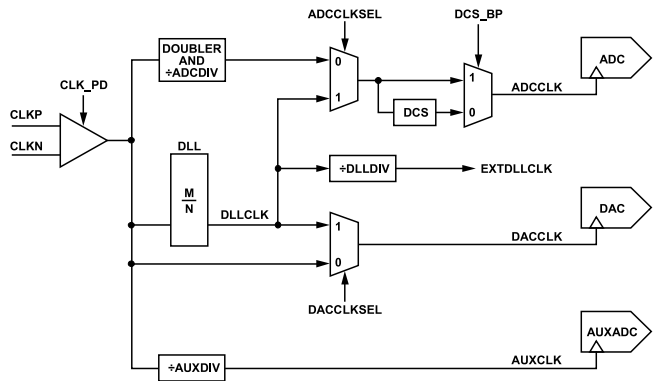 ADCCLKSEL
DCS_BP
DOUBLER
AND
÷ADCDIV
0
1
ADC
CLK_PD
1
0
ADCCLK
DCS
CLKP
CLKN
DLL
÷DLLDIV
EXTDLLCLK
M
N
DLLCLK
1
0
DAC
DACCLK
DACCLKSEL
AUXADC
÷AUXDIV
AUXCLK